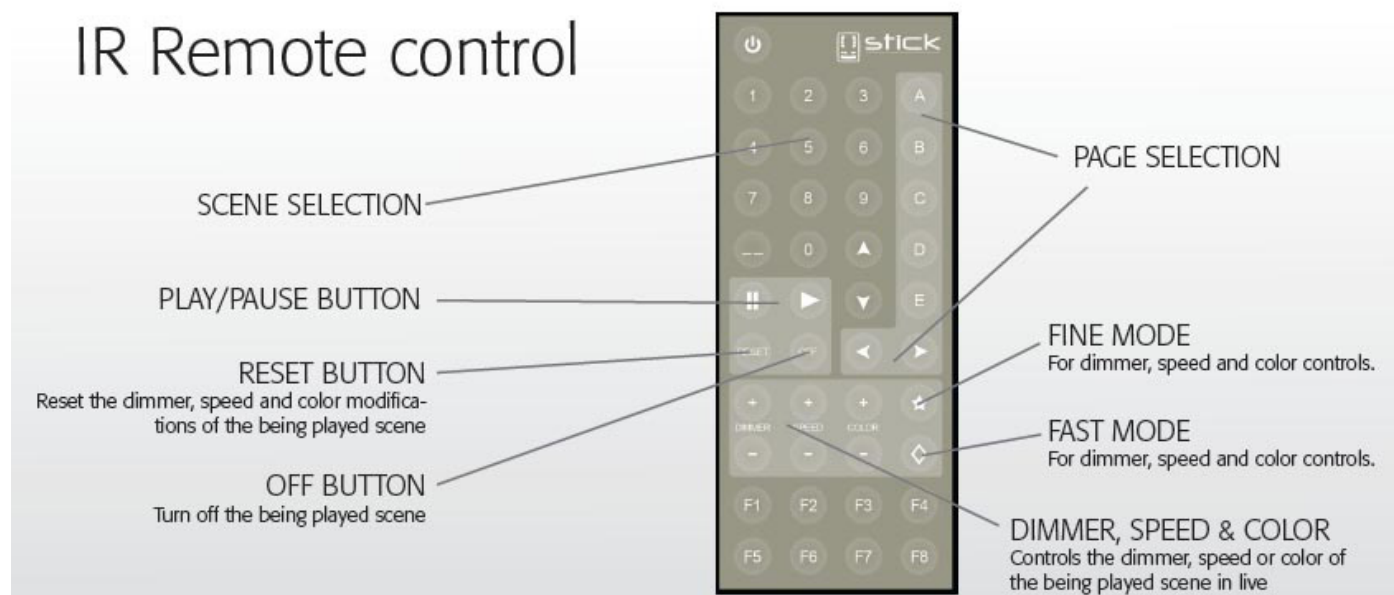 IR Remote control
stick
1 2 3 A
4 5 6 B
7 8 9 C
__ 0 D
E
RESET OFF
+ + +
DIMMER SPEED COLOR
- - -
F1 F2 F3 F4
F5 F6 F7 F8
SCENE SELECTION
PLAY/PAUSE BUTTON
RESET BUTTON
Reset the dimmer, speed and color modifica-
tions of the being played scene
OFF BUTTON
Turn off the being played scene
PAGE SELECTION
FINE MODE
For dimmer, speed and color controls.
FAST MODE
For dimmer, speed and color controls.
DIMMER, SPEED & COLOR
Controls the dimmer, speed or color of
the being played scene in live